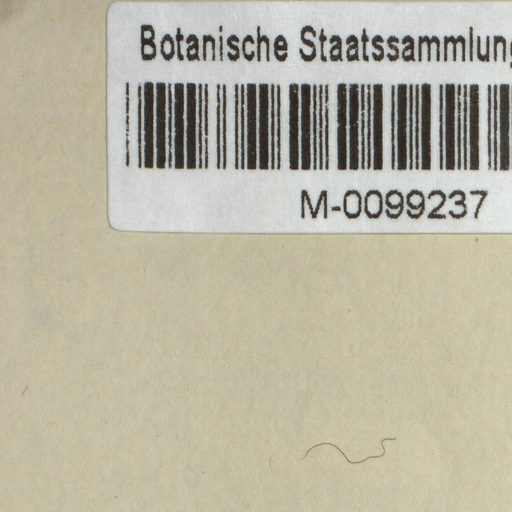 Botanische Staatssammlung
M-0099237